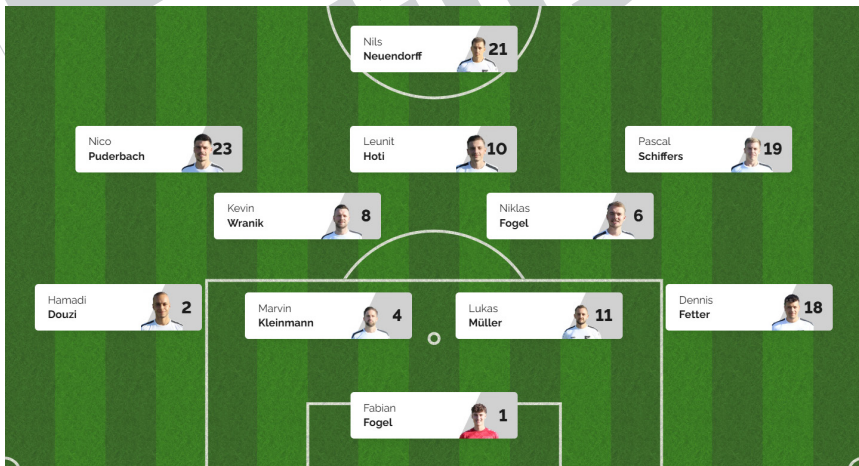 Nils
Neuendorff
21
Nico
Puderbach
23
Leunit
Hoti
10
Pascal
Schiffers
19
Kevin
Wranik
8
Niklas
Fogel
6
Hamadi
Douzi
2
Marvin
Kleinmann
4
Lukas
Müller
11
Dennis
Fetter
18
Fabian
Fogel
1